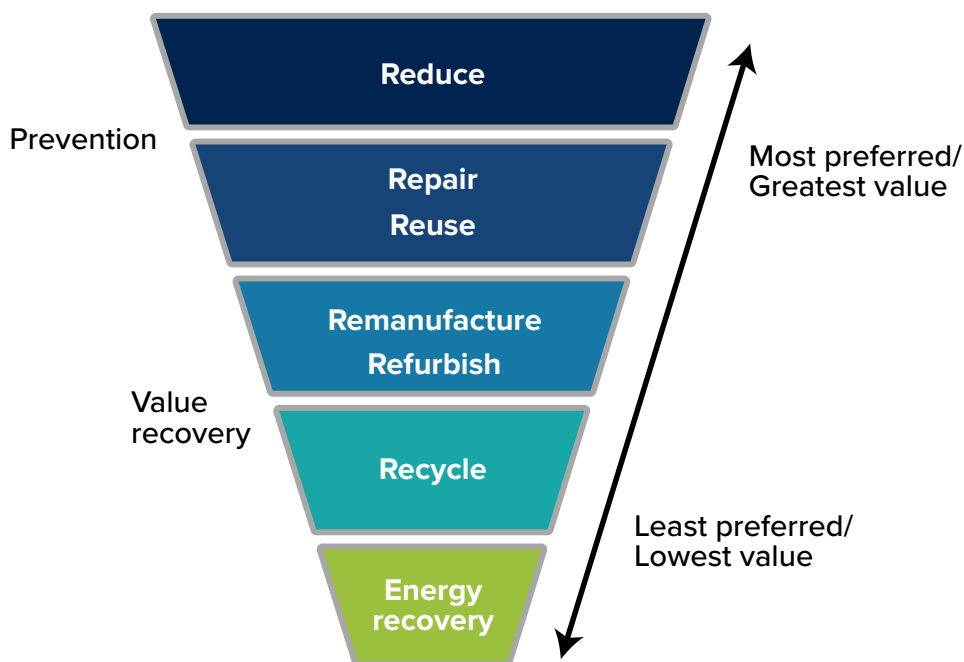 Reduce
Prevention
Repair
Reuse
Most preferred/
Greatest value
Remanufacture
Refurbish
Value
recovery
Recycle
Least preferred/
Lowest value
Energy
recovery